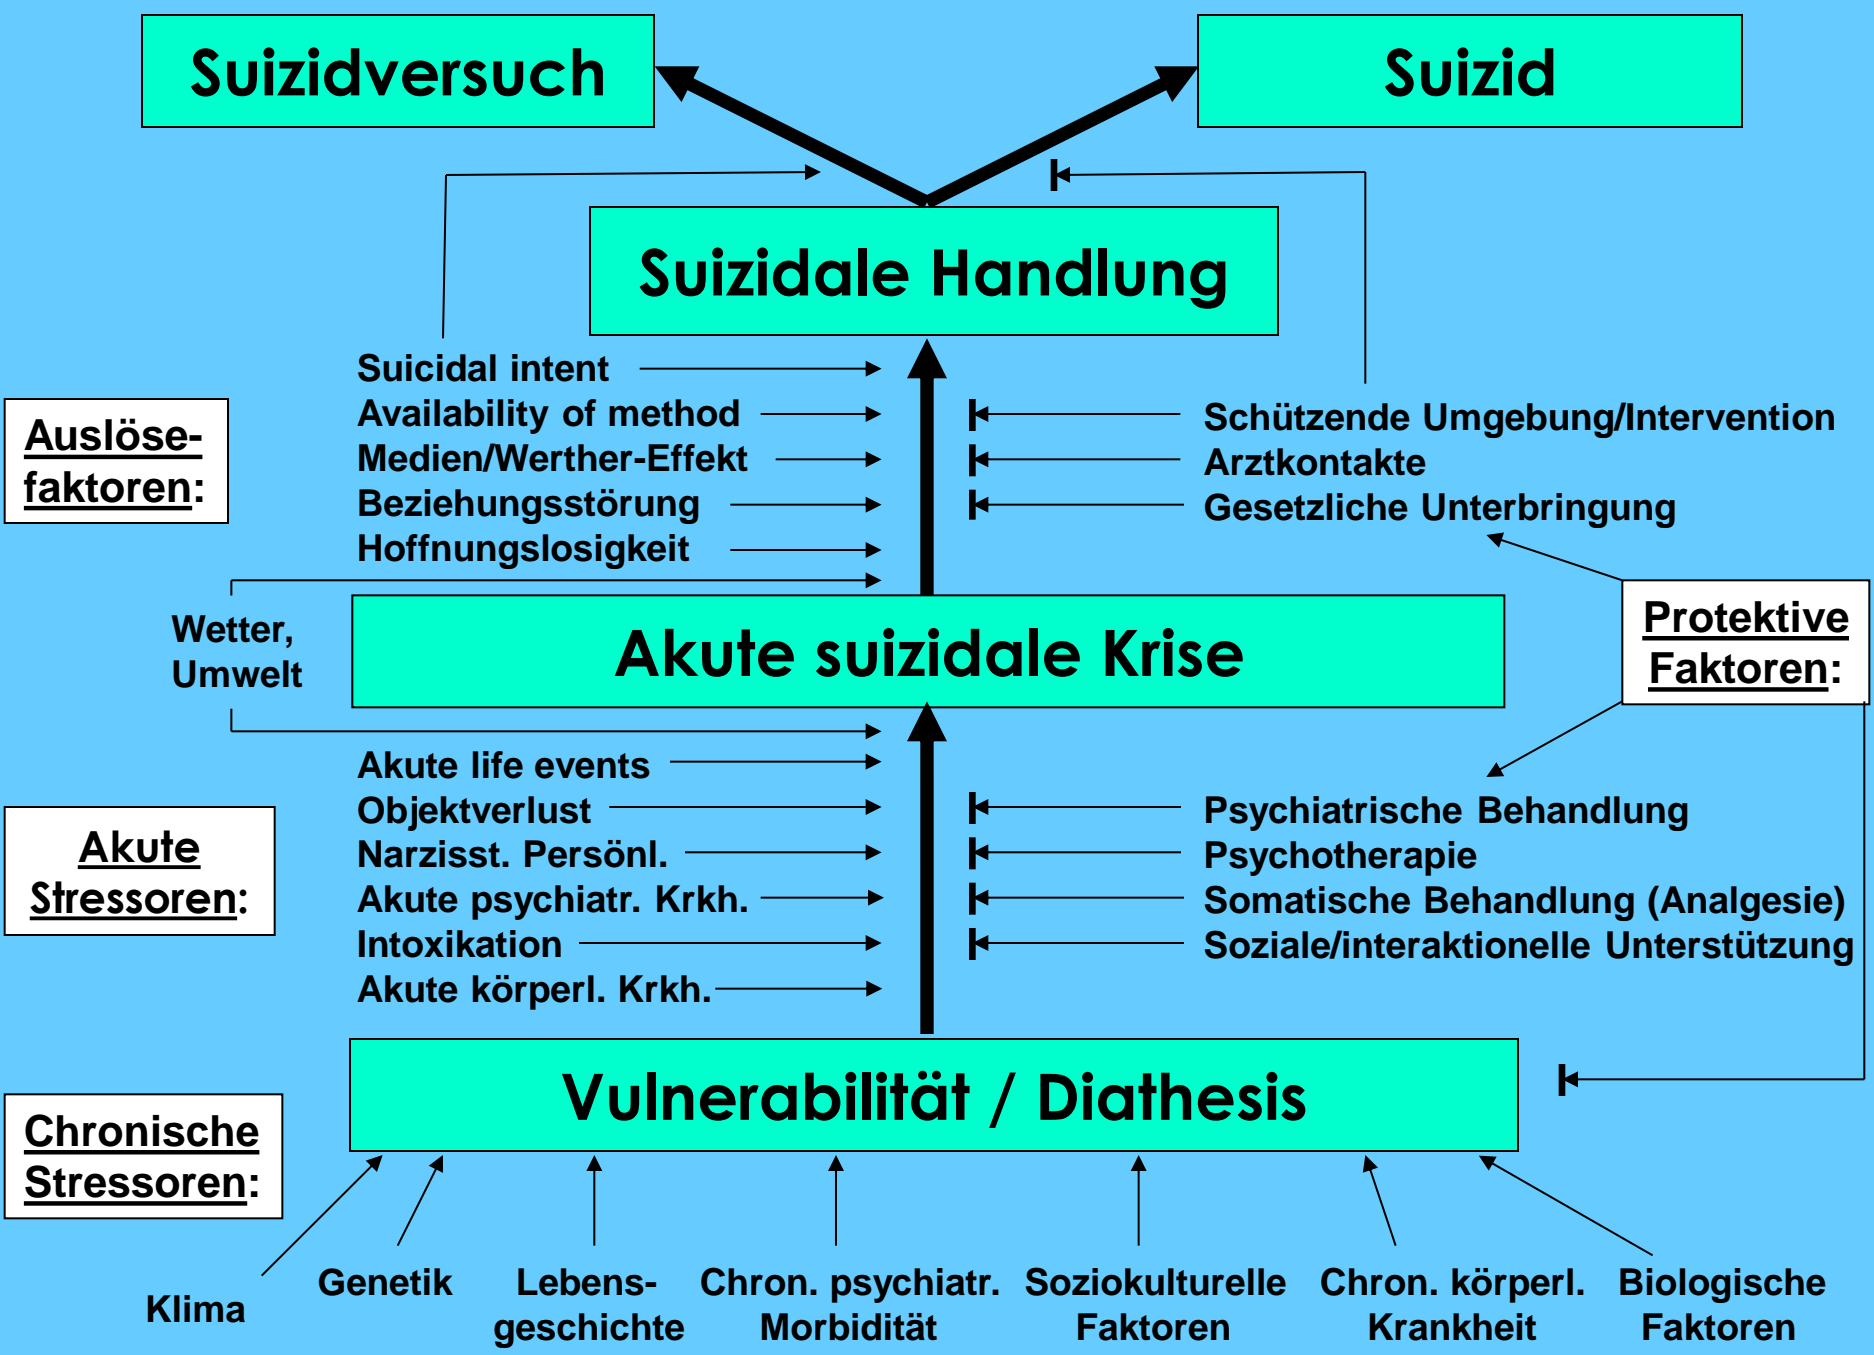 Suizidversuch
Suizid
Suizidale Handlung
Auslöse-
faktoren:
Suicidal intent
Availability of method
Medien/Werther-Effekt
Beziehungsstörung
Hoffnungslosigkeit
Schützende Umgebung/Intervention
Arztkontakte
Gesetzliche Unterbringung
Wetter,
Umwelt
Akute suizidale Krise
Protektive
Faktoren:
Akute
Stressoren:
Akute life events
Objektverlust
Narzisst. Persönl.
Akute psychiatr. Krkh.
Intoxikation
Akute körperl. Krkh.
Psychiatrische Behandlung
Psychotherapie
Somatische Behandlung (Analgesie)
Soziale/interaktionelle Unterstützung
Vulnerabilität / Diathesis
Chronische
Stressoren:
Klima
Genetik
Lebens-
geschichte
Chron. psychiatr.
Morbidität
Soziokulturelle
Faktoren
Chron. körperl.
Krankheit
Biologische
Faktoren